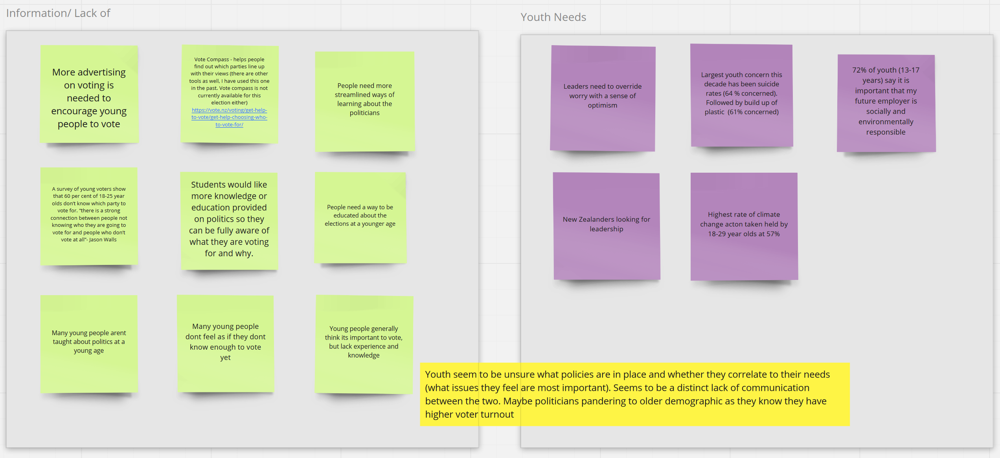 Information/ Lack of
More advertising
on voting is
needed to
encourage young
people to vote
Vote Compass - helps people
find out which parties line up
with their views (there are other
tools as well, I have used this one
in the past. Vote compass is not
currently available for this
election either)
https://vote.nz/voting/get-help-
to-vote/get-help-choosing-who-
to-vote-for/
People need more
streamlined ways of
learning about the
politicians
A survey of young voters show
that 60 per cent of 18-25 year
olds don't know which party to
vote for. "there is a strong
connection between people not
knowing who they are going to
vote for and people who don't
vote at all"- Jason Walls
Students would like
more knowledge or
education provided
on politics so they
can be fully aware of
what they are voting
for and why.
People need a way to be
educated about the
elections at a younger age
Many young people arent
taught about politics at a
young age
Many young people
dont feel as if they dont
know enough to vote
yet
Young people generally
think its important to vote,
but lack experience and
knowledge
Youth Needs
Leaders need to override
worry with a sense of
optimism
Largest youth concern this
decade has been suicide
rates (64 % concerned).
Followed by build up of
plastic  (61% concerned)
72% of youth (13-17
years) say it is
important that my
future employer is
socially and
environmentally
responsible
New Zealanders looking for
leadership
Highest rate of climate
change acton taken held by
18-29 year olds at 57%
Youth seem to be unsure what policies are in place and whether they correlate to their needs
(what issues they feel are most important). Seems to be a distinct lack of communication
between the two. Maybe politicians pandering to older demographic as they know they have
higher voter turnout